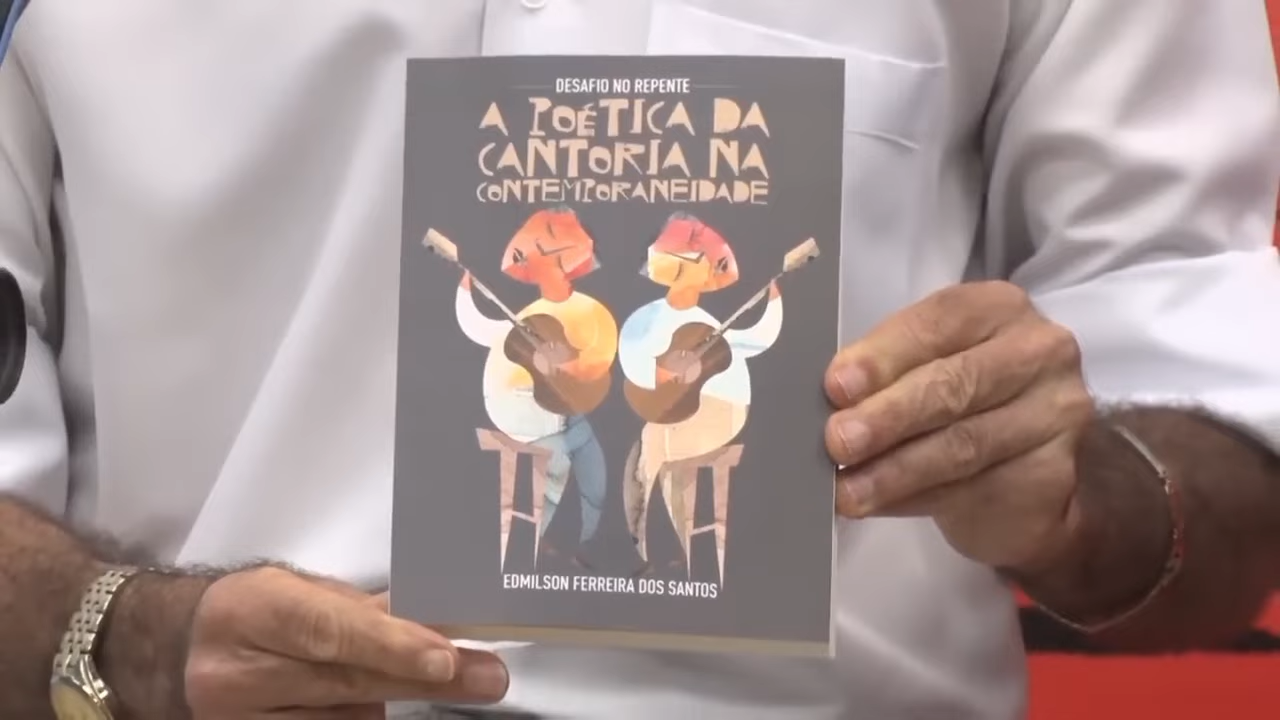 DESAFIO NO REPENTE
A POÉTICA DA
CANTORIA NA
CONTEMPORANEIDADE
EDMILSON FERREIRA DOS SANTOS